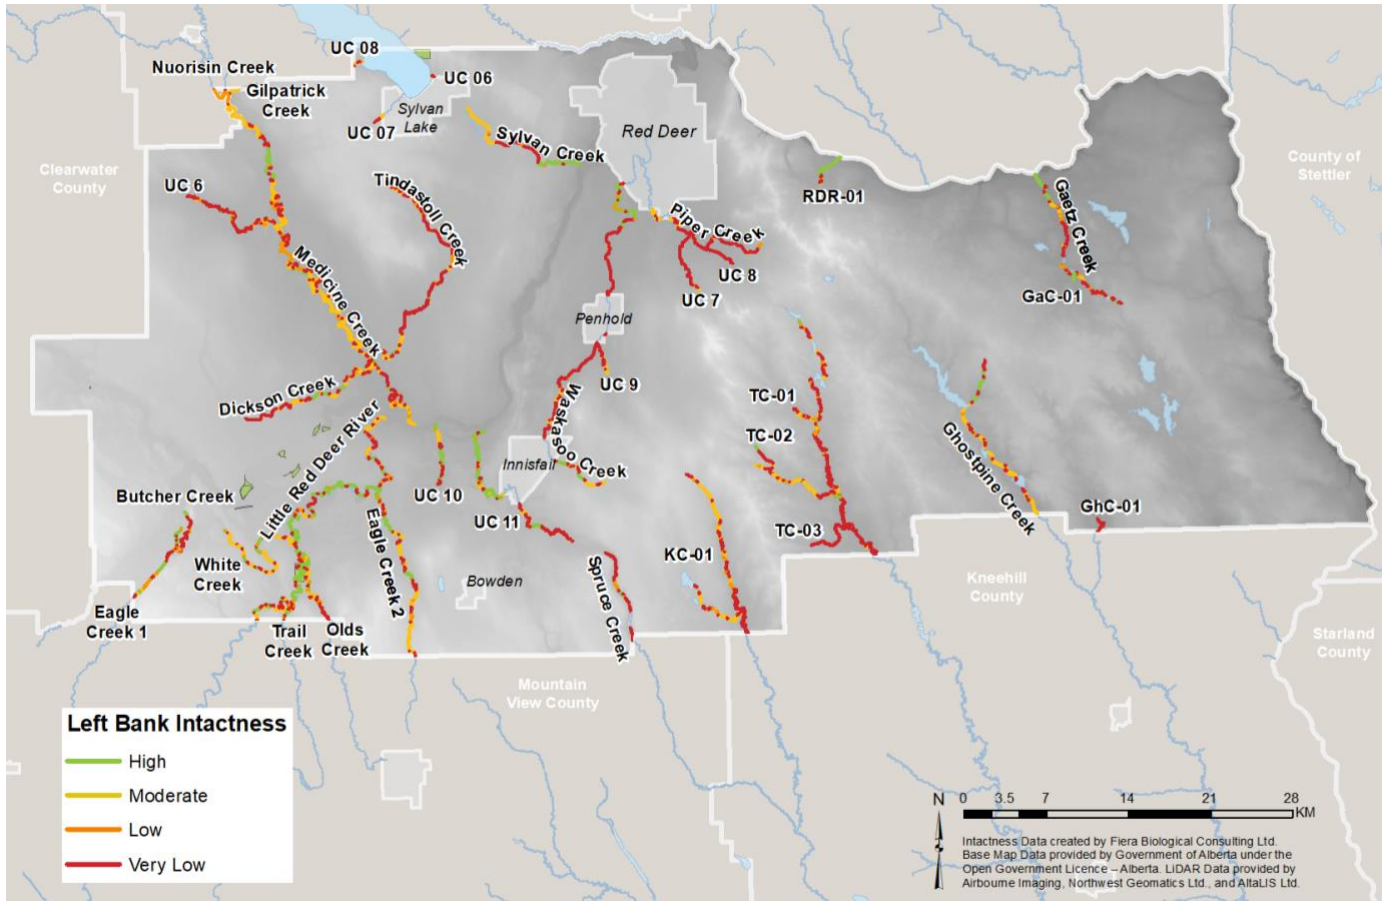 UC 08
Nuorisin Creek
UC 06
Gilpatrick
Creek
Sylvan
Lake
UC 07
Red Deer
Sylvan Creek
Clearwater
County
County of
Stettler
UC 6
Tindastoll Creek
RDR-01
Gaetz Creek
Piper Creek
UC 8
Medicine Creek
UC 7
GaC-01
Penhold
UC 9
Dickson Creek
TC-01
Waskasoo Creek
TC-02
Little Red Deer River
Innisfail
Ghostpine Creek
Butcher Creek
UC 10
GhC-01
UC 11
TC-03
Eagle Creek 2
KC-01
White
Creek
Spruce Creek
Bowden
Kneehill
County
Eagle
Creek 1
Trail
Creek
Olds
Creek
Starland
County
Mountain
View County
Left Bank Intactness
High
Moderate
Low
Very Low
N
0 3.5 7 14 21 28
KM
Intactness Data created by Fiera Biological Consulting Ltd.
Base Map Data provided by Government of Alberta under the
Open Government Licence – Alberta. LiDAR Data provided by
Airbourne Imaging, Northwest Geomatics Ltd., and AltaLIS Ltd.